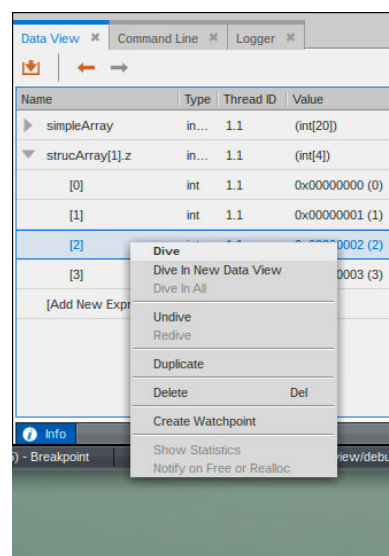 Data View Command Line Logger
Name Type Thread ID Value
simpleArray in... 1.1 (int[20])
strucArray[1].z in... 1.1 (int[4])
[0] int 1.1 0x00000000 (0)
[1] int 1.1 0x00000001 (1)
[2] 0002 (2)
[3] 0003 (3)
[Add New Expr
Dive
Dive In New Data View
Dive In All
Undive
Redive
Duplicate
Delete Del
Create Watchpoint
Show Statistics
Notify on Free or Realloc
Info
) - Breakpoint iew/debu